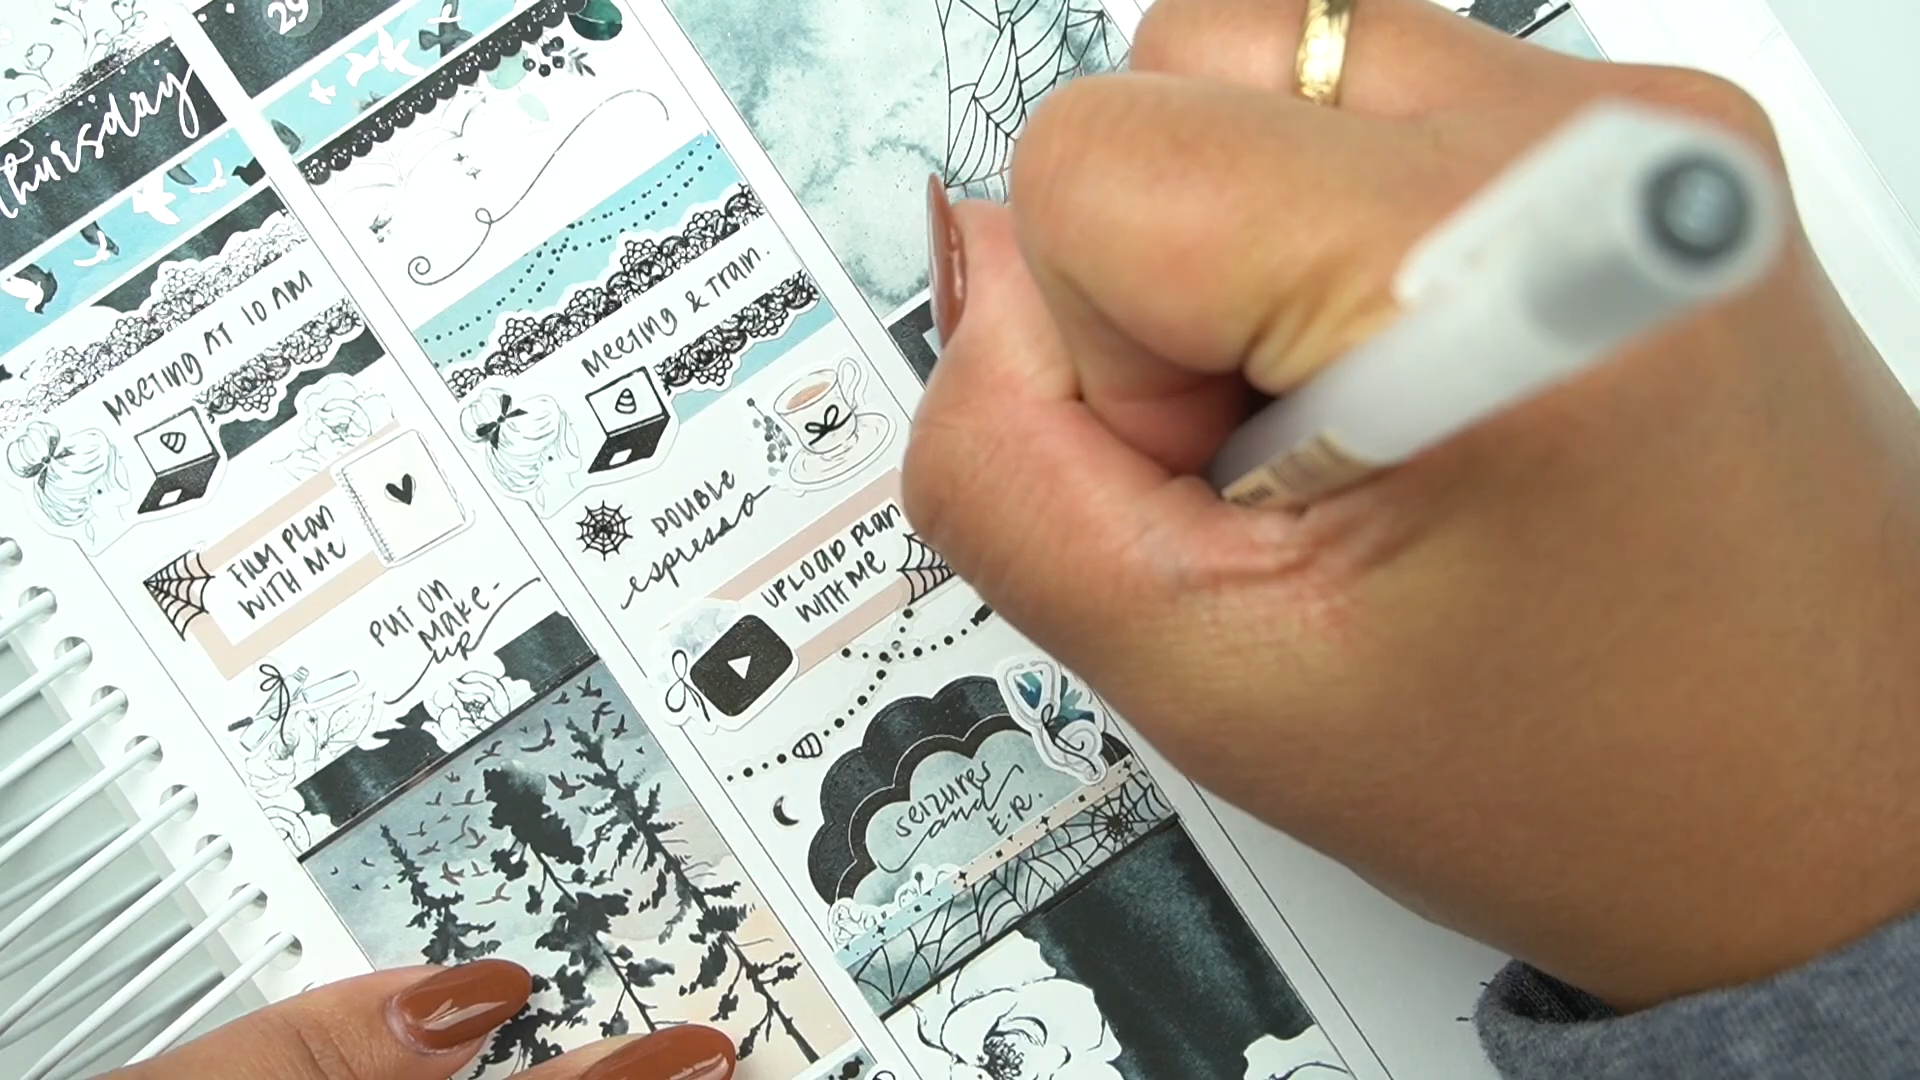 29
Thursday
MEETING AT 10 AM
FILM PLAN
WITH ME
PUT ON
MAKE-
UP
MEETING & TRAIN.
DOUBLE
espresso
UPLOAD PLAN
WITH ME
seizures
and
E.R.